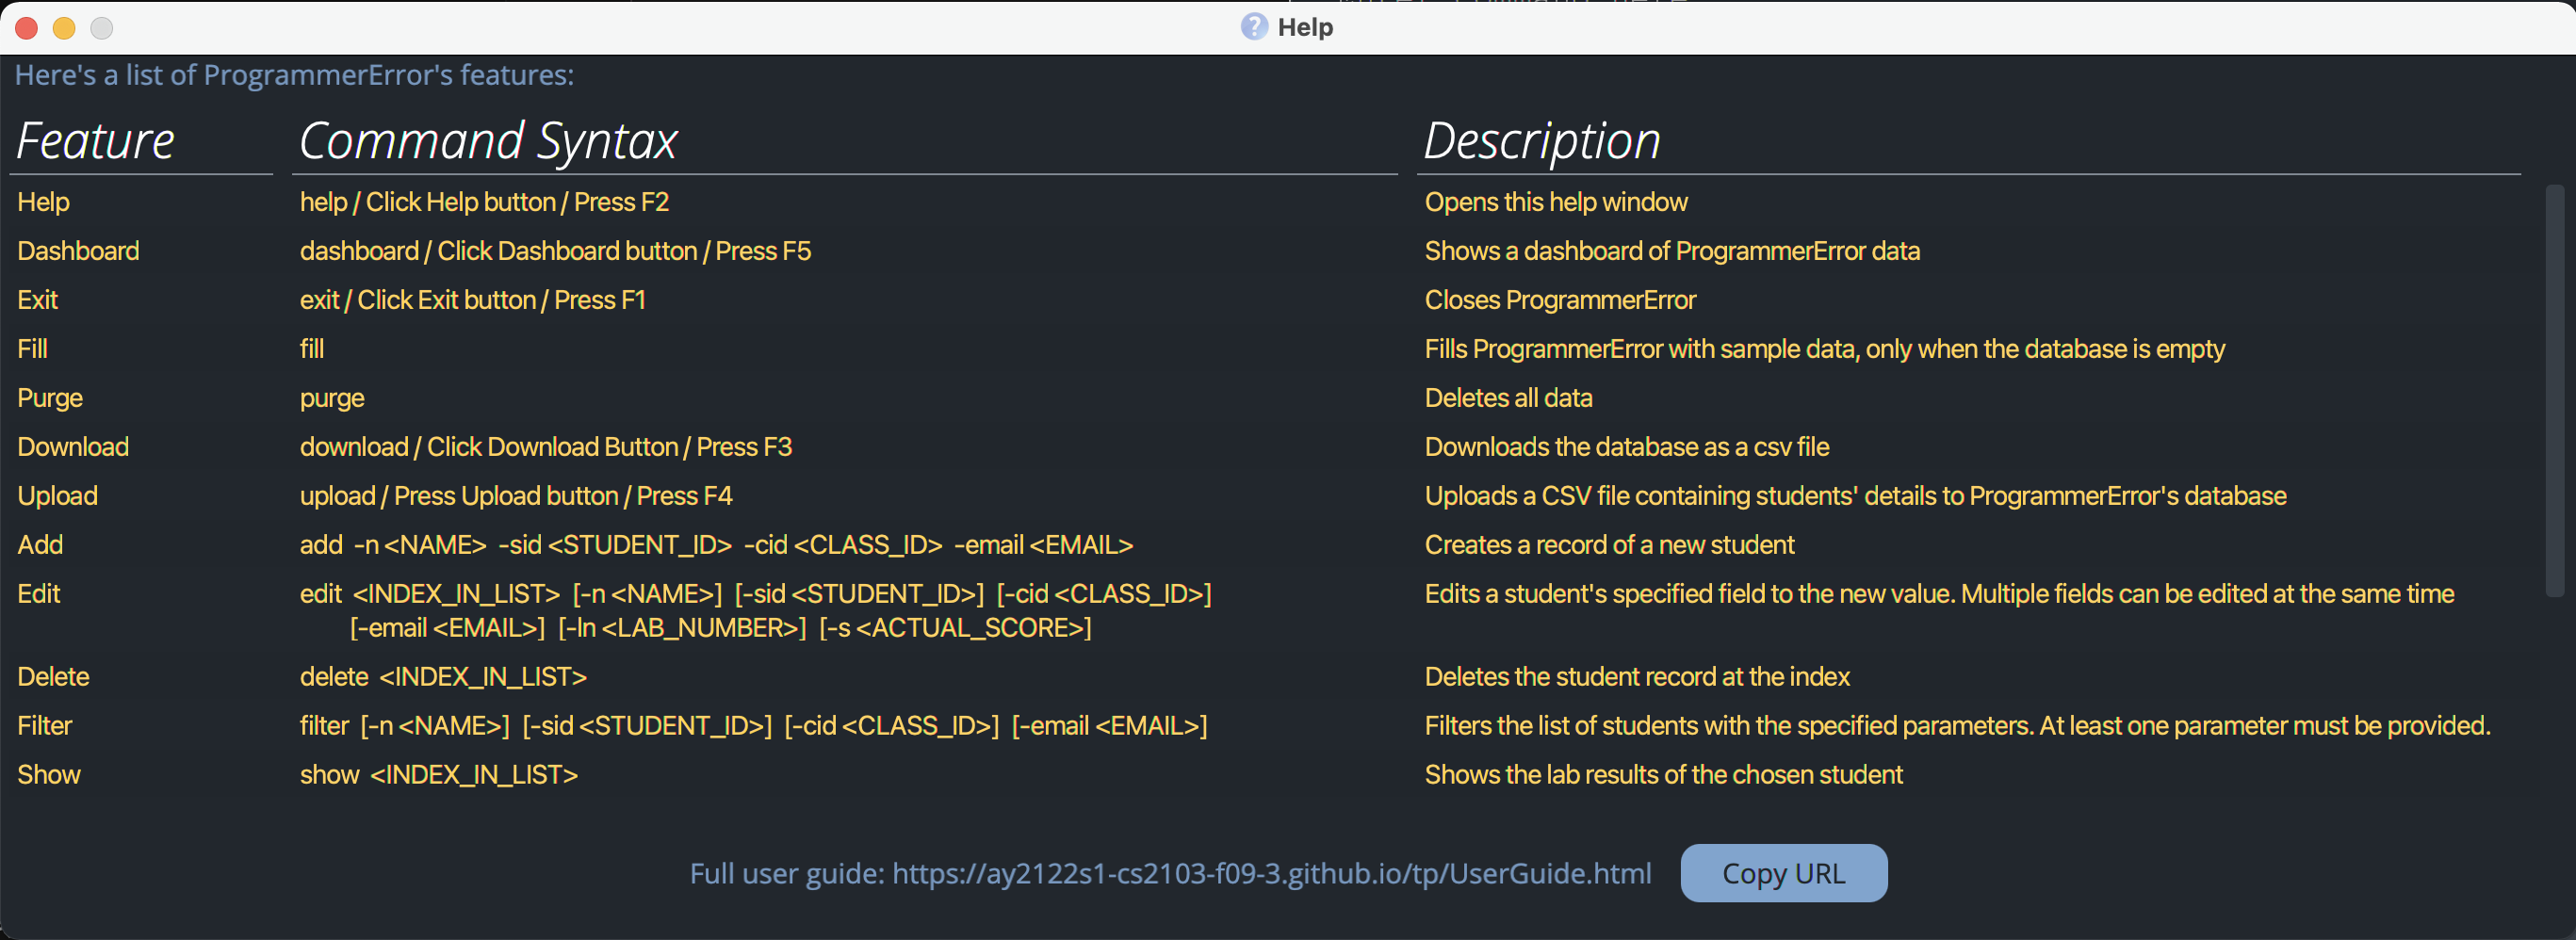 Help
Here's a list of ProgrammerError's features:
Feature Command Syntax Description
Help help / Click Help button / Press F2 Opens this help window
Dashboard dashboard / Click Dashboard button / Press F5 Shows a dashboard of ProgrammerError data
Exit exit / Click Exit button / Press F1 Closes ProgrammerError
Fill fill Fills ProgrammerError with sample data, only when the database is empty
Purge purge Deletes all data
Download download / Click Download Button / Press F3 Downloads the database as a csv file
Upload upload / Press Upload button / Press F4 Uploads a CSV file containing students' details to ProgrammerError's database
Add add -n <NAME> -sid <STUDENT_ID> -cid <CLASS_ID> -email <EMAIL> Creates a record of a new student
Edit edit <INDEX_IN_LIST> [-n <NAME>] [-sid <STUDENT_ID>] [-cid <CLASS_ID>] Edits a student's specified field to the new value. Multiple fields can be edited at the same time
[-email <EMAIL>] [-ln <LAB_NUMBER>] [-s <ACTUAL_SCORE>]
Delete delete <INDEX_IN_LIST> Deletes the student record at the index
Filter filter [-n <NAME>] [-sid <STUDENT_ID>] [-cid <CLASS_ID>] [-email <EMAIL>] Filters the list of students with the specified parameters. At least one parameter must be provided.
Show show <INDEX_IN_LIST> Shows the lab results of the chosen student
Full user guide: https://ay2122s1-cs2103-f09-3.github.io/tp/UserGuide.html Copy URL